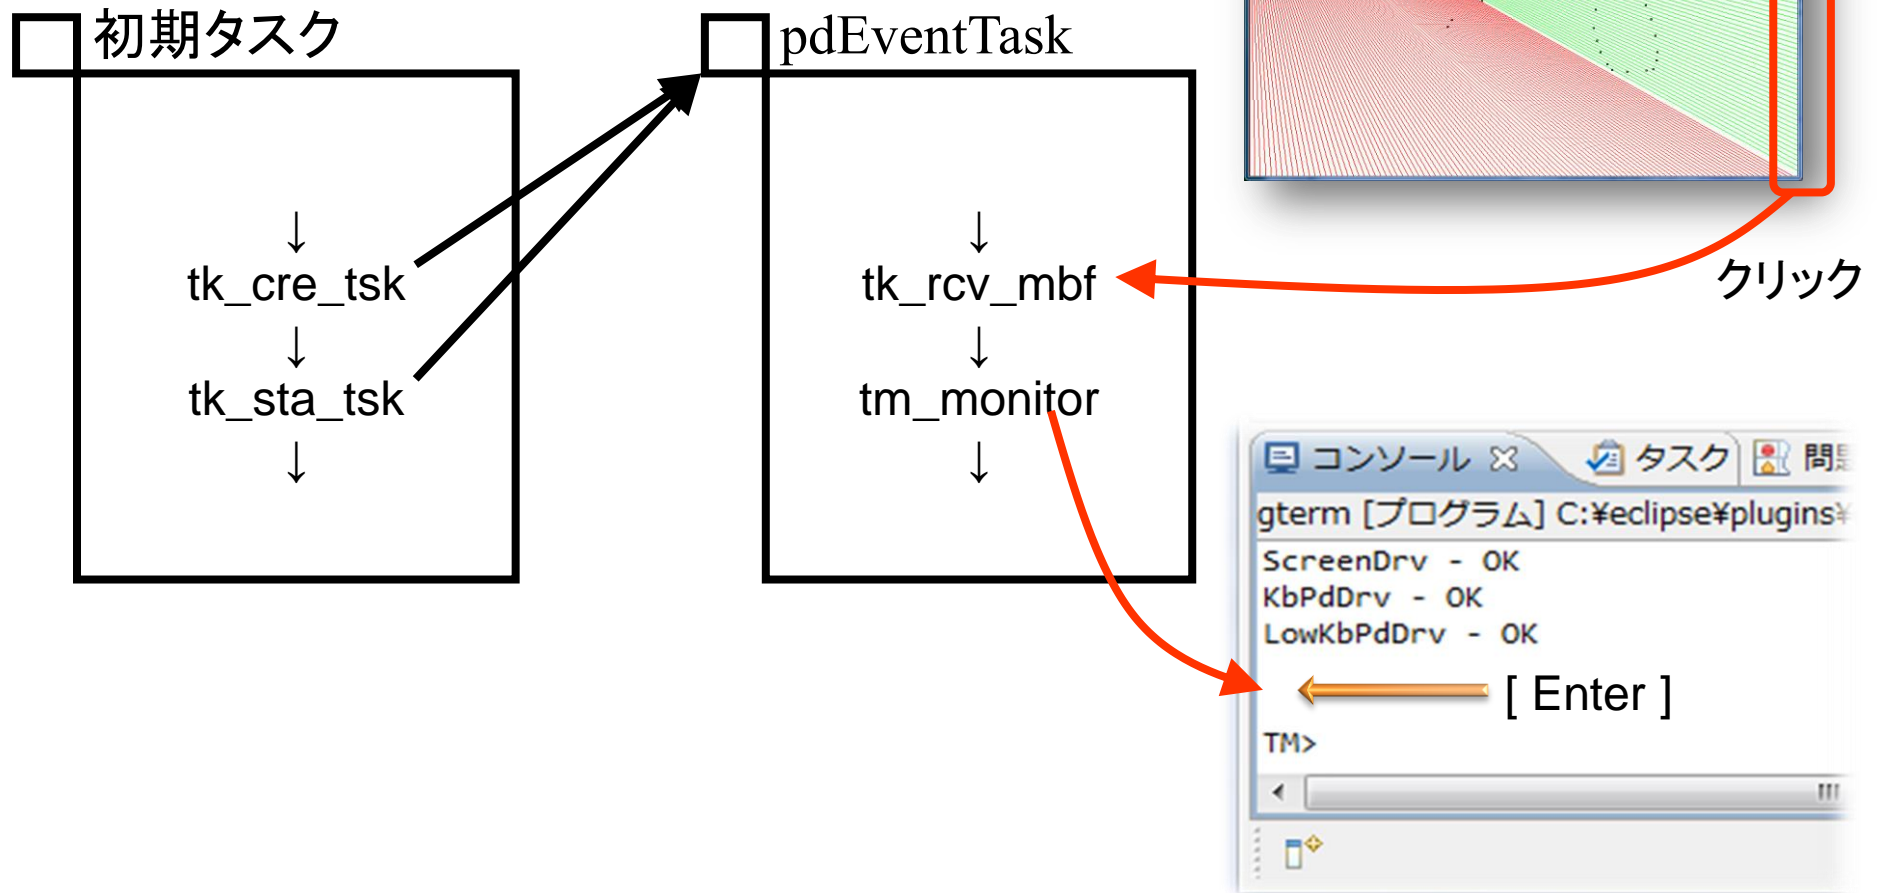 初期タスク
↓
tk_cre_tsk
↓
tk_sta_tsk
↓
pdEventTask
↓
tk_rcv_mbf
↓
tm_monitor
↓
クリック
コンソール タスク
gterm [プログラム] C:¥eclipse¥plugins¥
ScreenDrv - OK
KbPdDrv - OK
LowKbPdDrv - OK
[ Enter ]
TM>